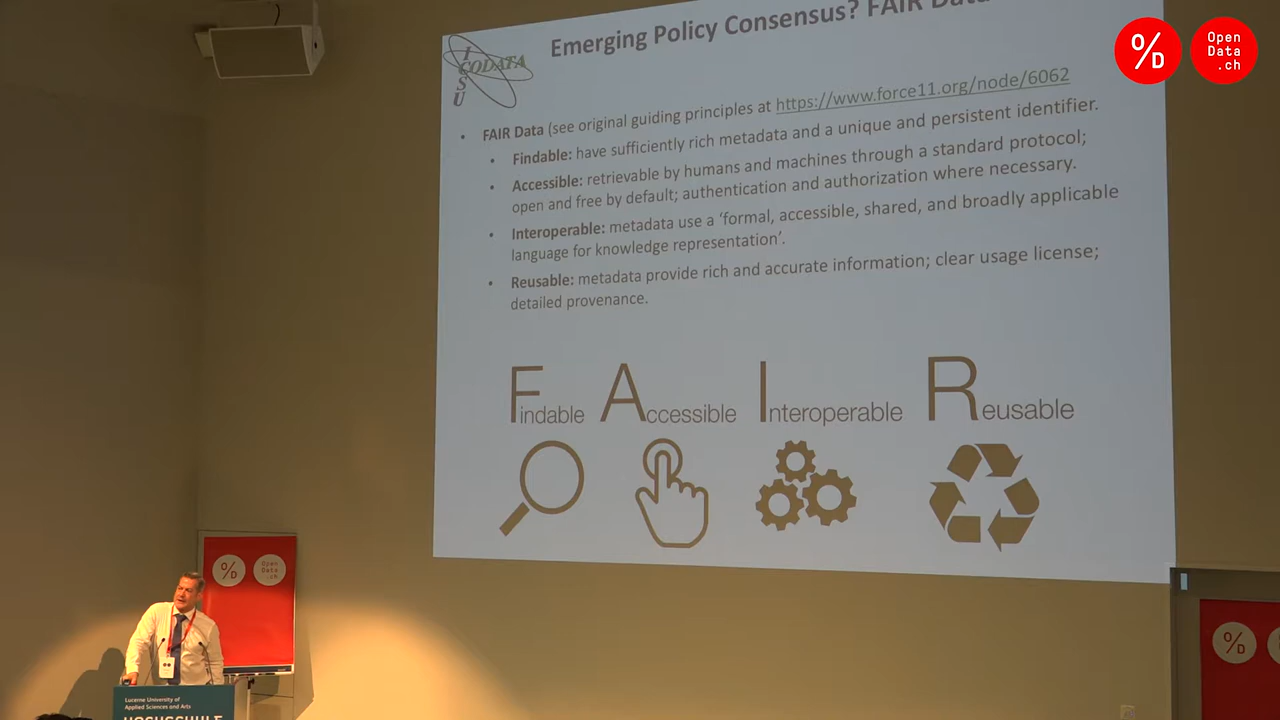 Emerging Policy Consensus? FAIR Data
ICSU
CODATA
% D
Open
Data
.ch
• FAIR Data (see original guiding principles at https://www.force11.org/node/6062
• Findable: have sufficiently rich metadata and a unique and persistent identifier.
• Accessible: retrievable by humans and machines through a standard protocol;
open and free by default; authentication and authorization where necessary.
• Interoperable: metadata use a ‘formal, accessible, shared, and broadly applicable
language for knowledge representation’.
• Reusable: metadata provide rich and accurate information; clear usage license;
detailed provenance.
Findable Accessible Interoperable Reusable
%D
Open
Data
.ch
%D
Lucerne University of
Applied Sciences and Arts
HOCHSCHULE